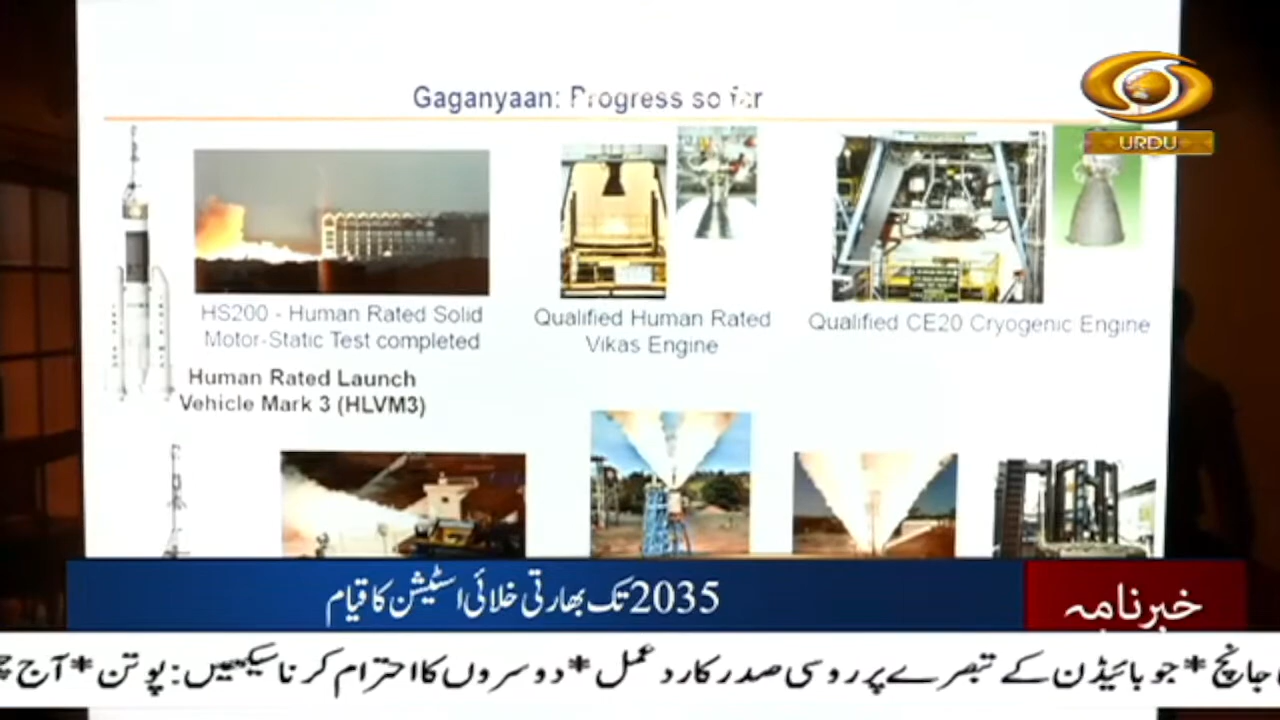 Gaganyaan: Progress so far
URDU
HS200 - Human Rated Solid
Motor-Static Test completed
Qualified Human Rated
Vikas Engine
Qualified CE20 Cryogenic Engine
Human Rated Launch
Vehicle Mark 3 (HLVM3)
2035 تک بھارتی خلائی اسٹیشن کا قیام
خبرنامہ
جانچ * جو بائیڈن کے تبصرے پر روسی صدر کا ردعمل * دوسروں کا احترام کرنا سیکھیں: پوتن * آج